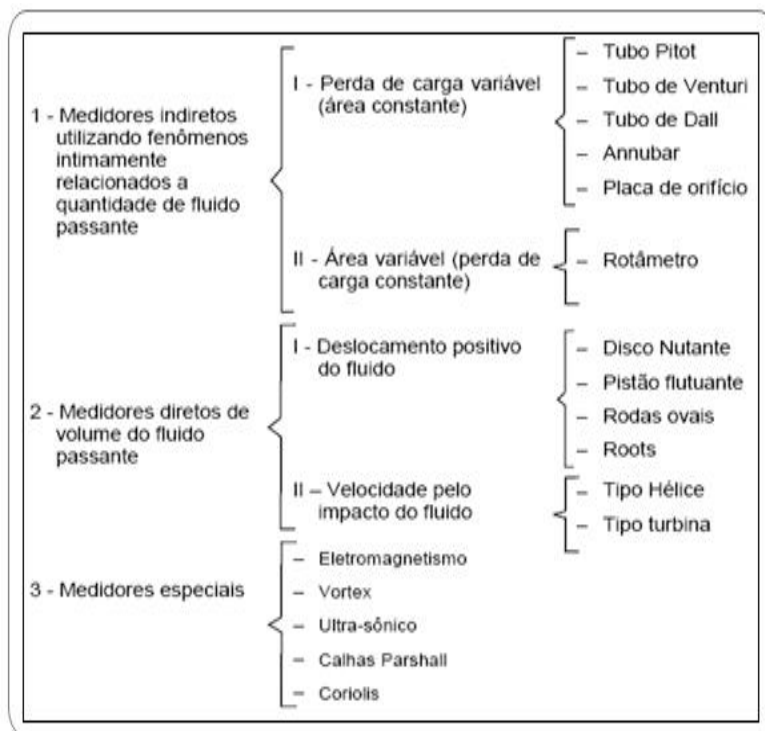 1 - Medidores indiretos
utilizando fenômenos
intimamente
relacionados a
quantidade de fluido
passante
I - Perda de carga variável
(área constante)
– Tubo Pitot
– Tubo de Venturi
– Tubo de Dall
– Annubar
– Placa de orifício
II - Área variável (perda de
carga constante)
– Rotâmetro
2 - Medidores diretos de
volume do fluido
passante
I - Deslocamento positivo
do fluido
– Disco Nutante
– Pistão flutuante
– Rodas ovais
– Roots
II – Velocidade pelo
impacto do fluido
– Tipo Hélice
– Tipo turbina
3 - Medidores especiais
– Eletromagnetismo
– Vortex
– Ultra-sônico
– Calhas Parshall
– Coriolis